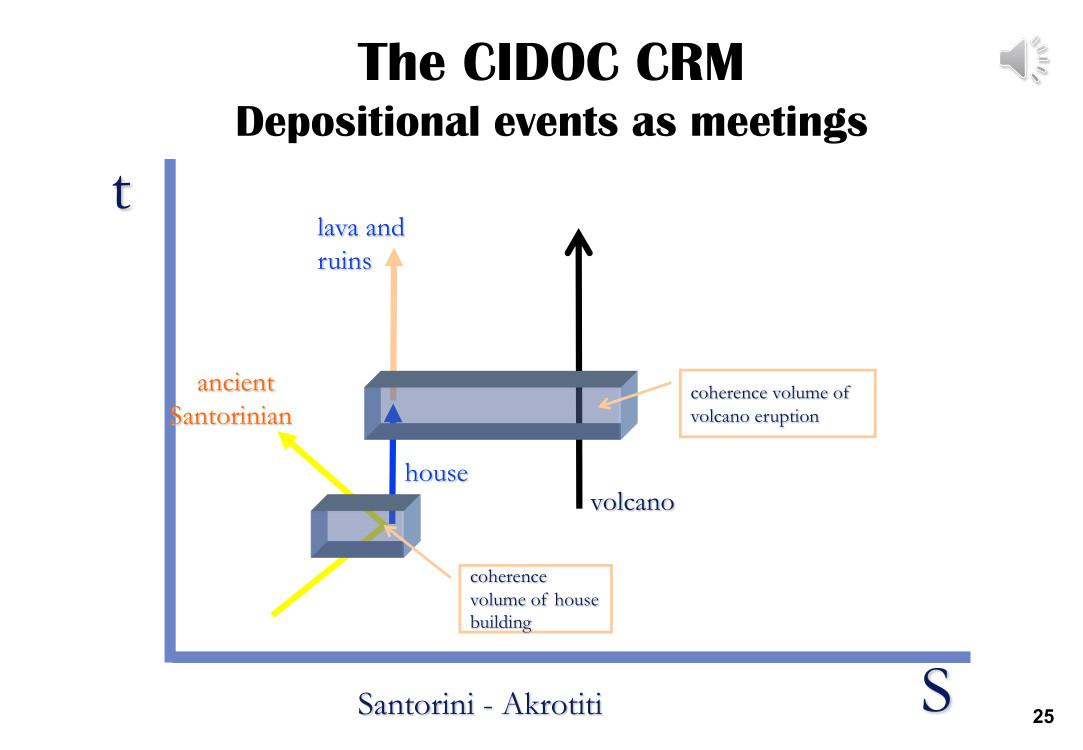 The CIDOC CRM
Depositional events as meetings
t
lava and
ruins
ancient
Santorinian
coherence volume of
volcano eruption
house
volcano
coherence
volume of house
building
S
Santorini - Akrotiti
25